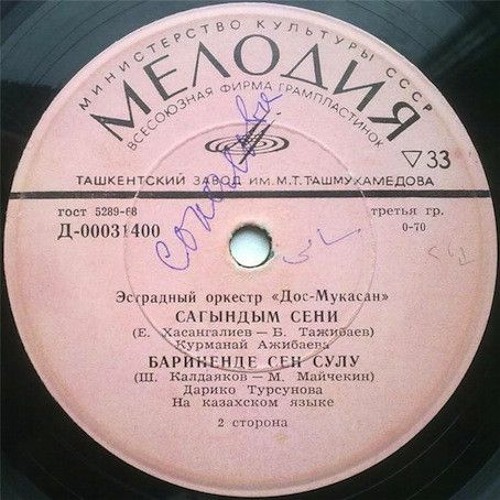 МИНИСТЕРСТВО КУЛЬТУРЫ СССР
МЕЛОДИЯ
ВСЕСОЮЗНАЯ ФИРМА ГРАМПЛАСТИНОК
▽33
ТАШКЕНТСКИЙ ЗАВОД ИМ. М.Т. ТАШМУХАМЕДОВА
гост 5289-68
третья гр.
Д-00031400
0-70
Эстрадный оркестр «Дос-Мукасан»
САГЫНДЫМ СЕНИ
(Е. Хасангалиев — Б. Тажибаев)
Курманай Ажибаева
БАРИНЕНДЕ СЕН СУЛУ
(Ш. Калдаяков — М. Майчекин)
Дарико Турсунова
На казахском языке
2 сторона